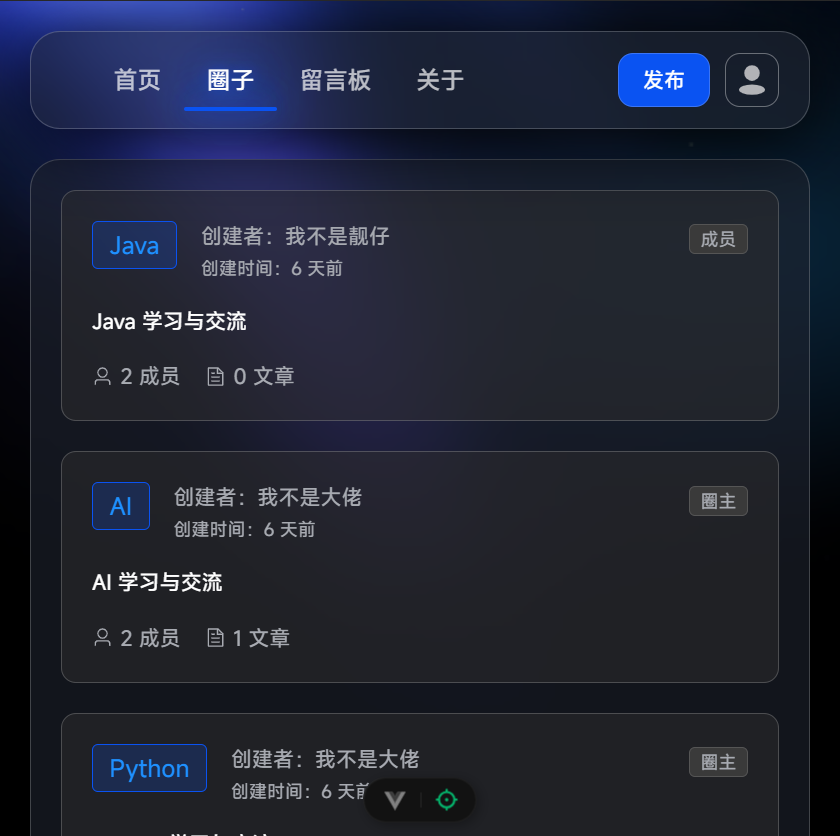 首页 圈子 留言板 关于 发布
Java
创建者：我不是靓仔
创建时间：6 天前
成员
Java 学习与交流
2 成员 0 文章
AI
创建者：我不是大佬
创建时间：6 天前
圈主
AI 学习与交流
2 成员 1 文章
Python
创建者：我不是大佬
创建时间：6 天前
圈主